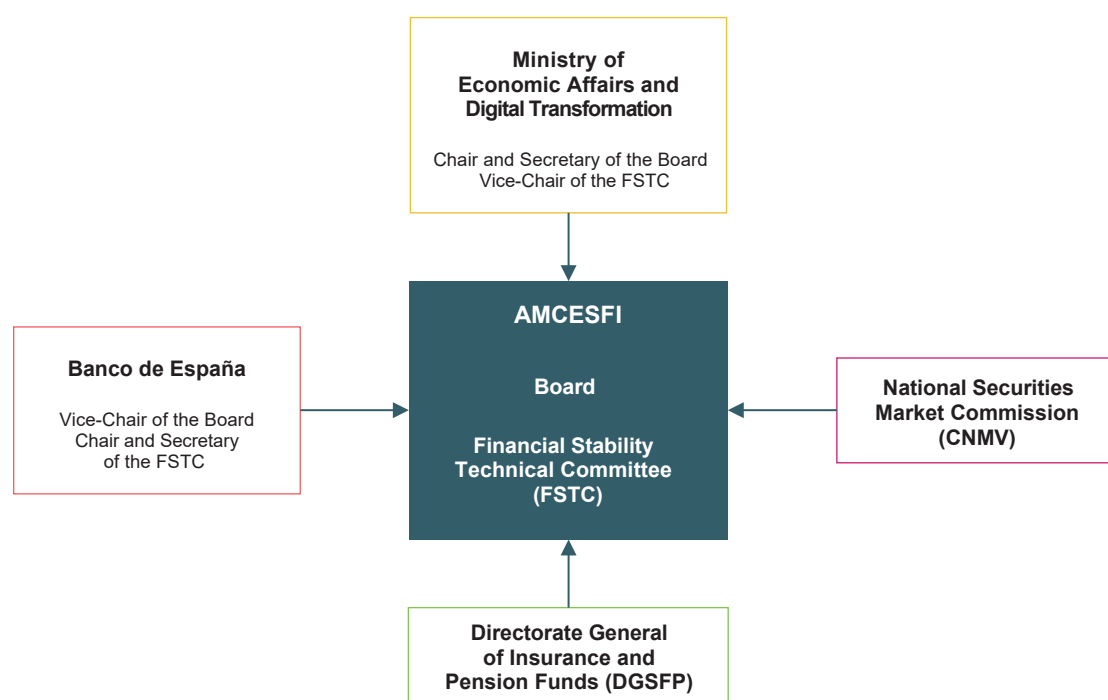 Ministry of
Economic Affairs and
Digital Transformation
Chair and Secretary of the Board
Vice-Chair of the FSTC
AMCESFI
Board
Financial Stability
Technical Committee
(FSTC)
Banco de España
Vice-Chair of the Board
Chair and Secretary
of the FSTC
National Securities
Market Commission
(CNMV)
Directorate General
of Insurance and
Pension Funds (DGSFP)